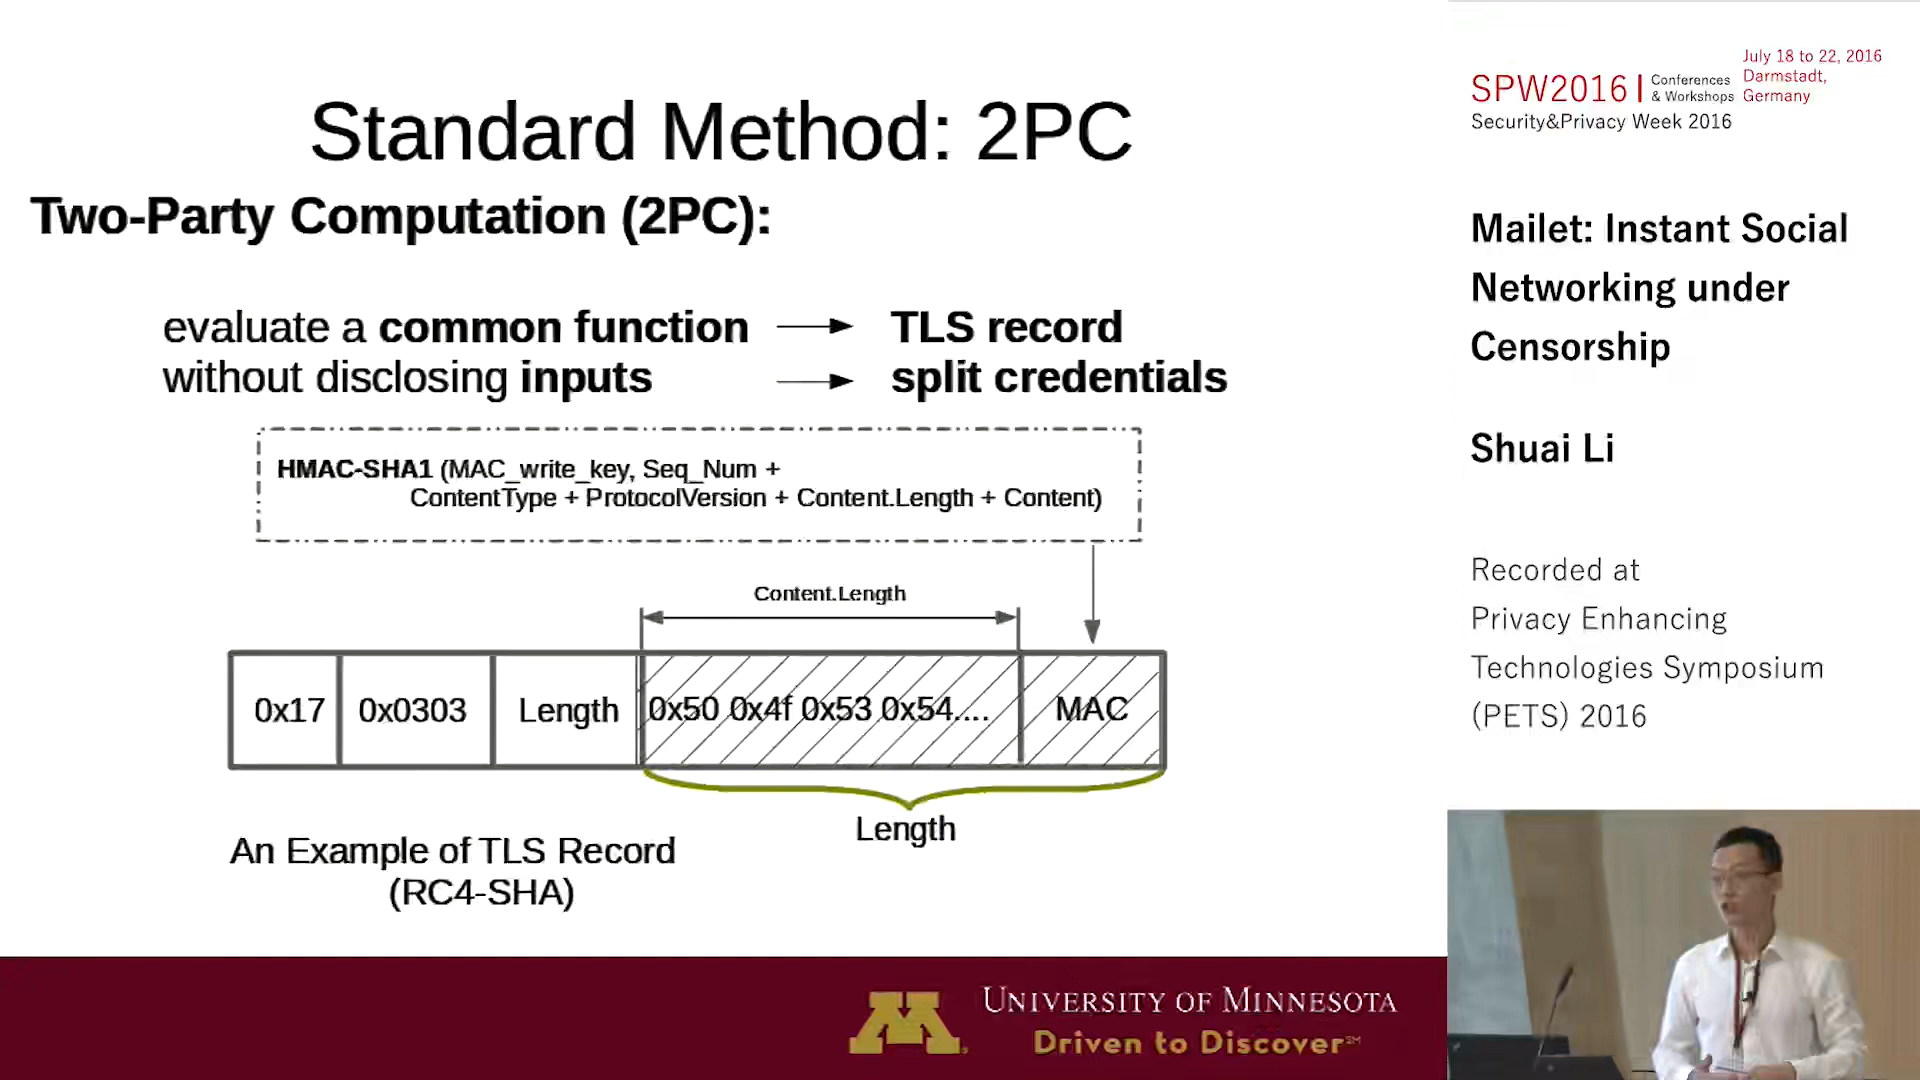 Standard Method: 2PC
Two-Party Computation (2PC):
evaluate a common function → TLS record
without disclosing inputs → split credentials
HMAC-SHA1 (MAC_write_key, Seq_Num +
ContentType + ProtocolVersion + Content.Length + Content)
Content.Length
0x17 0x0303 Length 0x50 0x4f 0x53 0x54.... MAC
Length
An Example of TLS Record
(RC4-SHA)
M
UNIVERSITY OF MINNESOTA
Driven to Discover℠
SPW2016 | Conferences & Workshops
July 18 to 22, 2016
Darmstadt,
Germany
Security&Privacy Week 2016
Mailet: Instant Social
Networking under
Censorship
Shuai Li
Recorded at
Privacy Enhancing
Technologies Symposium
(PETS) 2016